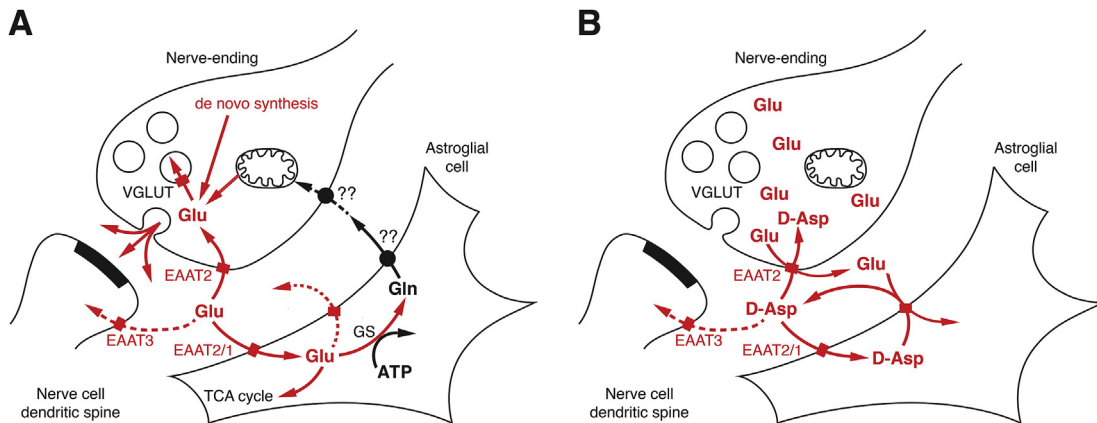 A
Nerve-ending
de novo synthesis
Astroglial
cell
VGLUT
??
Glu
??
EAAT2
Gln
Glu
EAAT3
EAAT2/1
GS
Glu
ATP
TCA cycle
Nerve cell
dendritic spine
B
Nerve-ending
Glu
Glu
Astroglial
cell
VGLUT
Glu
Glu
D-Asp
Glu
EAAT2
Glu
D-Asp
EAAT3
EAAT2/1
D-Asp
Nerve cell
dendritic spine